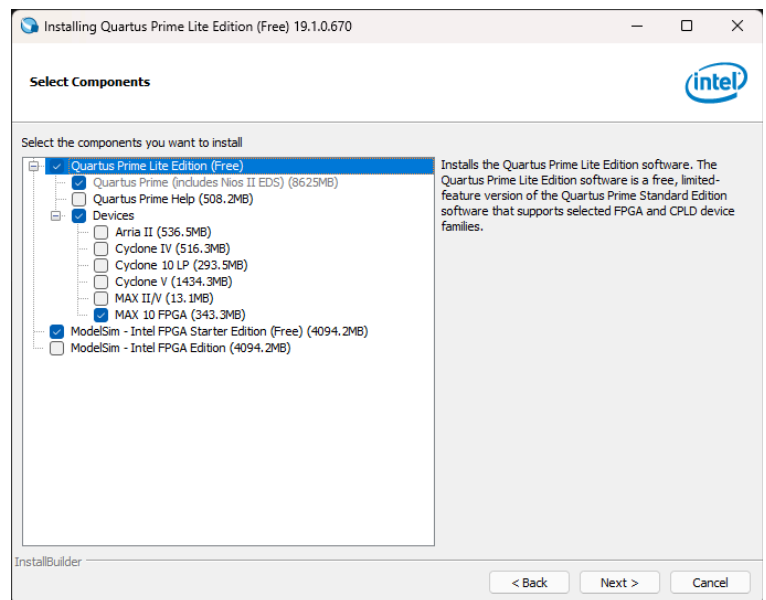 Installing Quartus Prime Lite Edition (Free) 19.1.0.670
Select Components
intel
Select the components you want to install
Quartus Prime Lite Edition (Free)
Quartus Prime (includes Nios II EDS) (8625MB)
Quartus Prime Help (508.2MB)
Devices
Arria II (536.5MB)
Cyclone IV (516.3MB)
Cyclone 10 LP (293.5MB)
Cyclone V (1434.3MB)
MAX II/V (13.1MB)
MAX 10 FPGA (343.3MB)
ModelSim - Intel FPGA Starter Edition (Free) (4094.2MB)
ModelSim - Intel FPGA Edition (4094.2MB)
Installs the Quartus Prime Lite Edition software. The
Quartus Prime Lite Edition software is a free, limited-
feature version of the Quartus Prime Standard Edition
software that supports selected FPGA and CPLD device
families.
InstallBuilder
< Back
Next >
Cancel